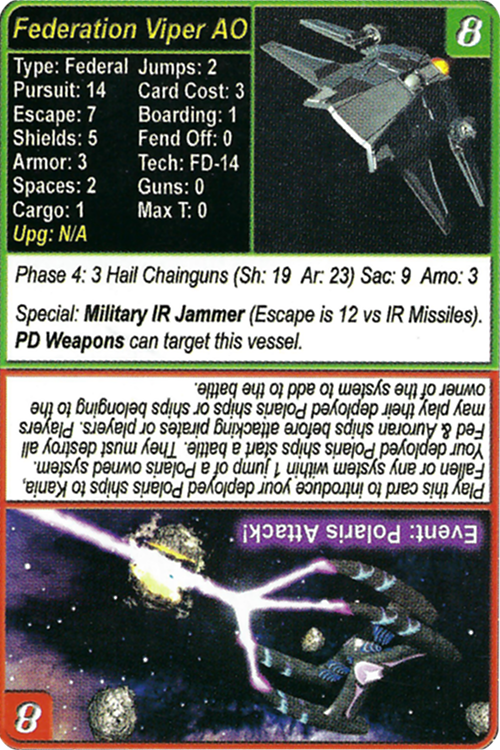 Federation Viper AO 8
Type: Federal Jumps: 2
Pursuit: 14 Card Cost: 3
Escape: 7 Boarding: 1
Shields: 5 Fend Off: 0
Armor: 3 Tech: FD-14
Spaces: 2 Guns: 0
Cargo: 1 Max T: 0
Upg: N/A
Phase 4: 3 Hail Chainguns (Sh: 19 Ar: 23) Sac: 9 Amo: 3
Special: Military IR Jammer (Escape is 12 vs IR Missiles).
PD Weapons can target this vessel.
8
Event: Polaris Attack!
Play this card to introduce your deployed Polaris ships to Kania,
Fallen or any system within 1 jump of a Polaris owned system.
Your deployed Polaris ships start a battle. They must destroy all
Fed & Auroran ships before attacking pirates or players. Players
may play their deployed Polaris ships or ships belonging to the
owner of the system to add to the battle.